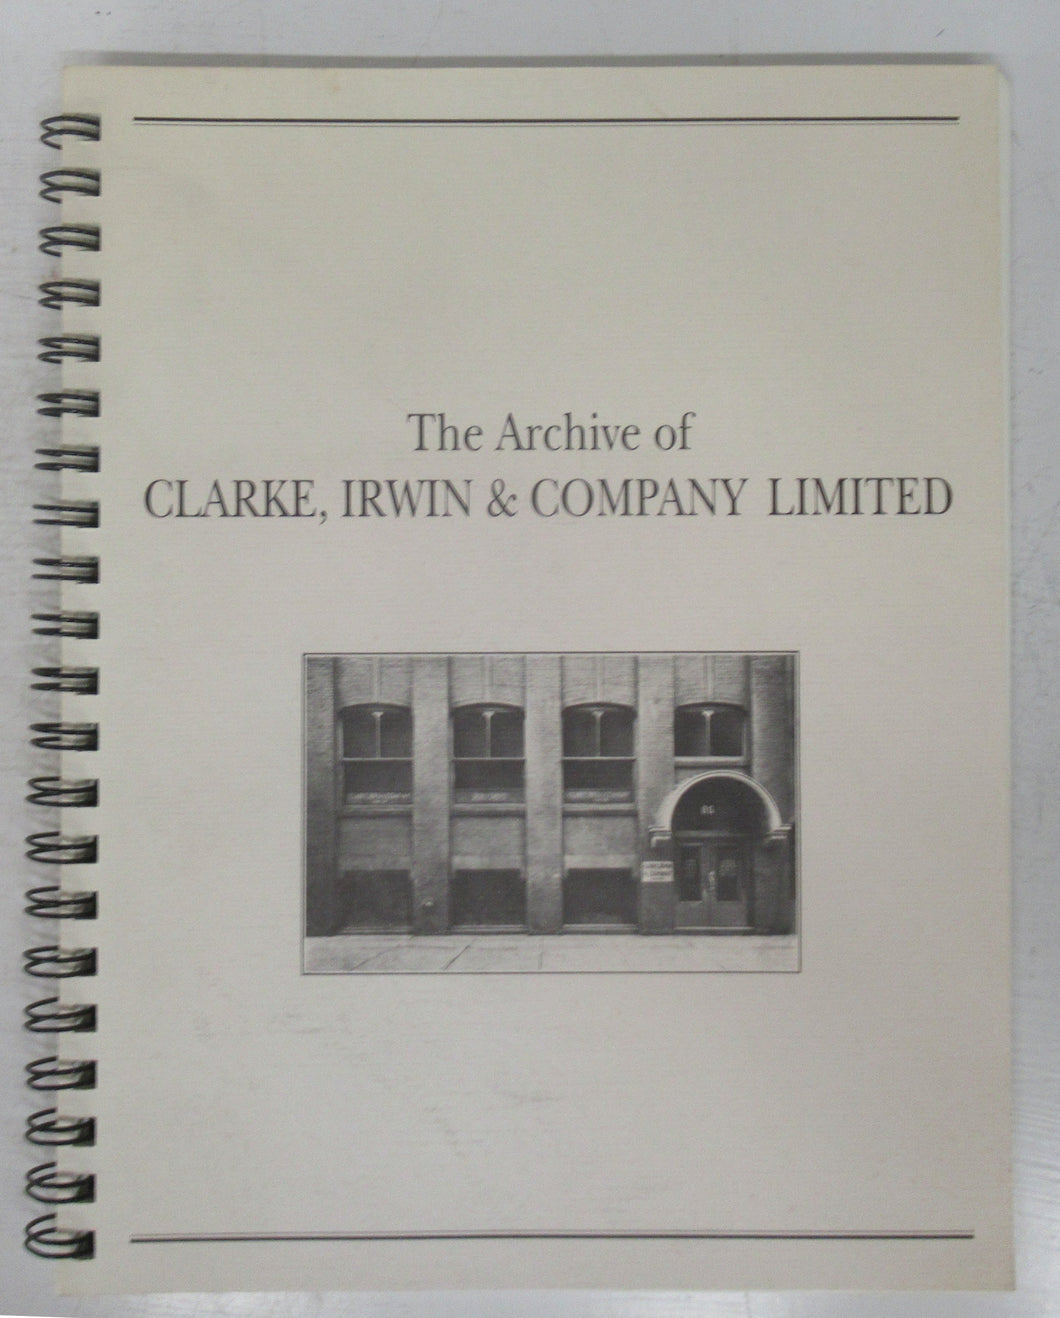 The Archive of
CLARKE, IRWIN & COMPANY LIMITED